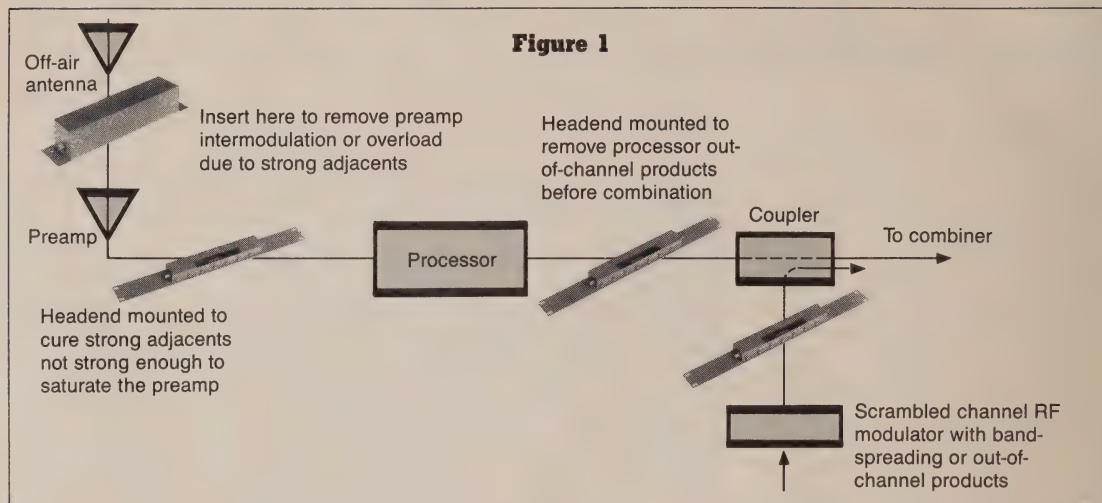 Figure 1
Off-air
antenna
Insert here to remove preamp
intermodulation or overload
due to strong adjacents
Preamp
Headend mounted to
cure strong adjacents
not strong enough to
saturate the preamp
Processor
Headend mounted to
remove processor out-
of-channel products
before combination
Coupler
To combiner
Scrambled channel RF
modulator with band-
spreading or out-of-
channel products